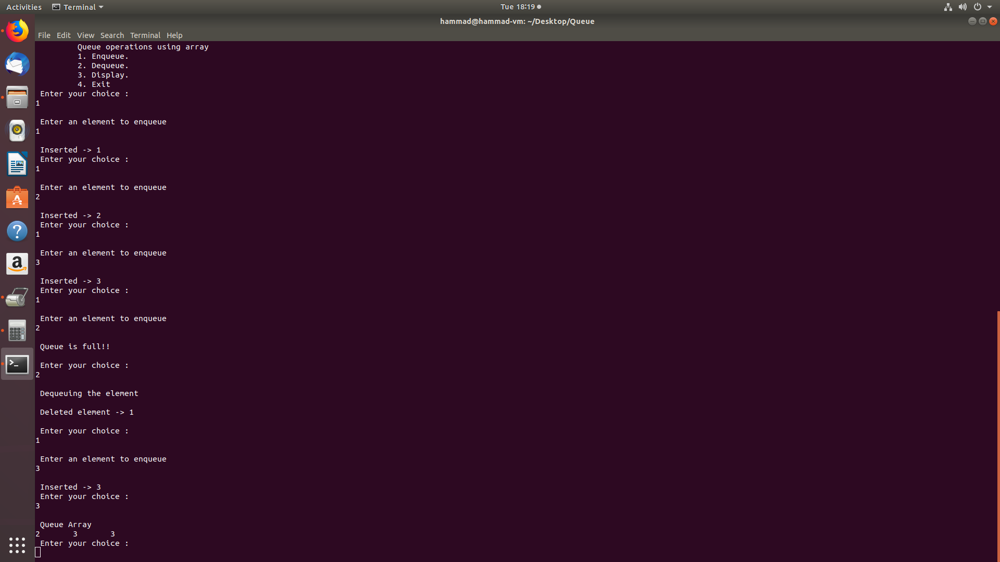 Activities Terminal Tue 18:19
hammad@hammad-vm: ~/Desktop/Queue
File Edit View Search Terminal Help
Queue operations using array
1. Enqueue.
2. Dequeue.
3. Display.
4. Exit
Enter your choice :
1
Enter an element to enqueue
1
Inserted -> 1
Enter your choice :
1
Enter an element to enqueue
2
Inserted -> 2
Enter your choice :
1
Enter an element to enqueue
3
Inserted -> 3
Enter your choice :
1
Enter an element to enqueue
2
Queue is full!!
Enter your choice :
2
Dequeuing the element
Deleted element -> 1
Enter your choice :
1
Enter an element to enqueue
3
Inserted -> 3
Enter your choice :
3
Queue Array
2 3 3
Enter your choice :